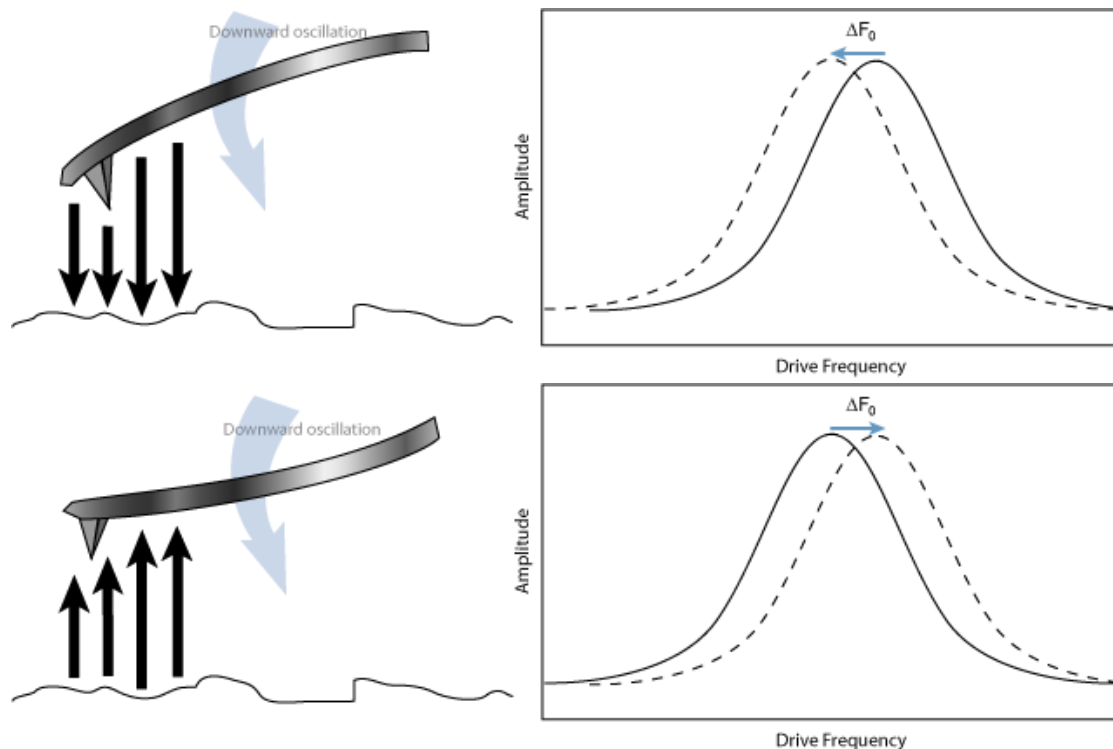 Downward oscillation
ΔF₀
Amplitude
Drive Frequency
Downward oscillation
ΔF₀
Amplitude
Drive Frequency